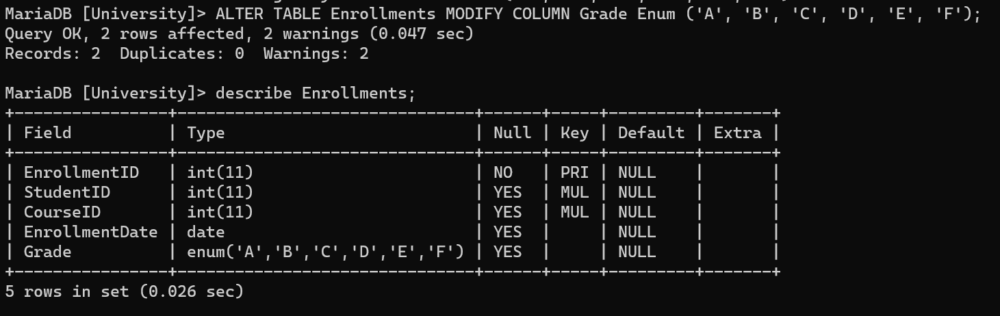 MariaDB [University]> ALTER TABLE Enrollments MODIFY COLUMN Grade Enum ('A', 'B', 'C', 'D', 'E', 'F');
Query OK, 2 rows affected, 2 warnings (0.047 sec)
Records: 2  Duplicates: 0  Warnings: 2

MariaDB [University]> describe Enrollments;
+----------------+-------------------------------+------+-----+---------+-------+
| Field          | Type                          | Null | Key | Default | Extra |
+----------------+-------------------------------+------+-----+---------+-------+
| EnrollmentID   | int(11)                       | NO   | PRI | NULL    |       |
| StudentID      | int(11)                       | YES  | MUL | NULL    |       |
| CourseID       | int(11)                       | YES  | MUL | NULL    |       |
| EnrollmentDate | date                          | YES  |     | NULL    |       |
| Grade          | enum('A','B','C','D','E','F') | YES  |     | NULL    |       |
+----------------+-------------------------------+------+-----+---------+-------+
5 rows in set (0.026 sec)